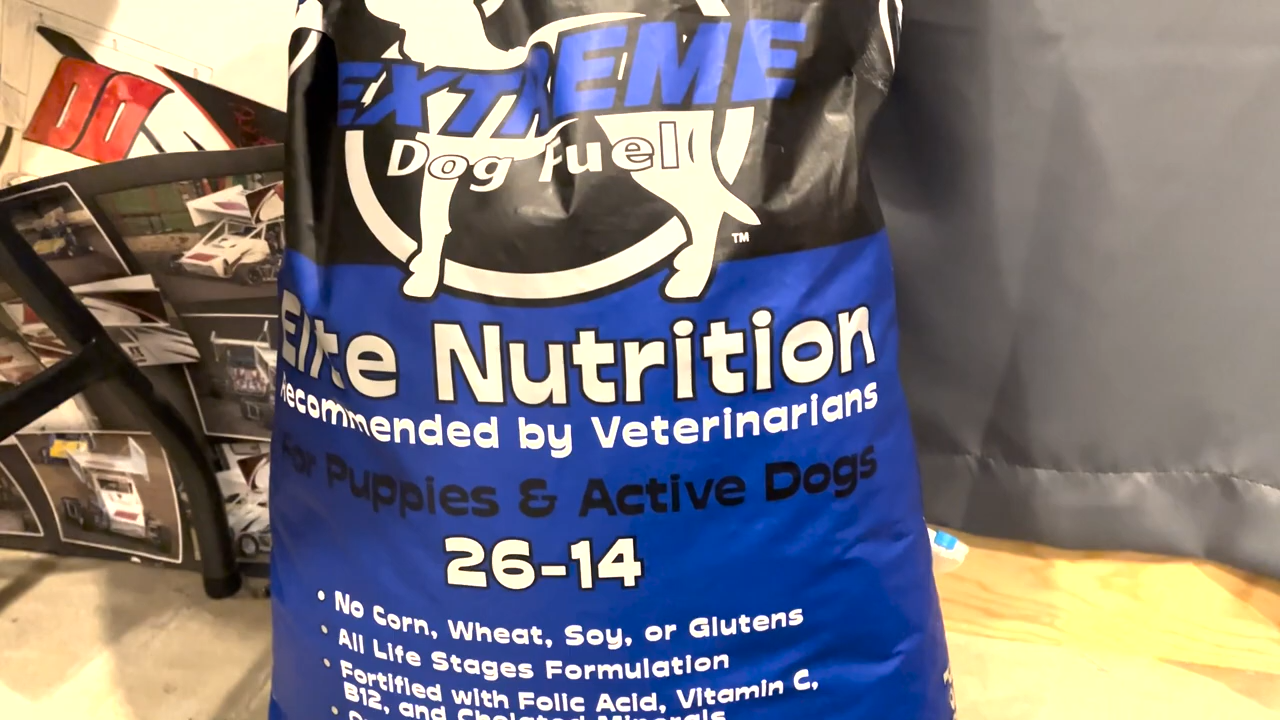 EXTREME
Dog Fuel
TM
Elite Nutrition
Recommended by Veterinarians
For Puppies & Active Dogs
26-14
• No Corn, Wheat, Soy, or Glutens
• All Life Stages Formulation
• Fortified with Folic Acid, Vitamin C,
B12, and Chelated Minerals
00